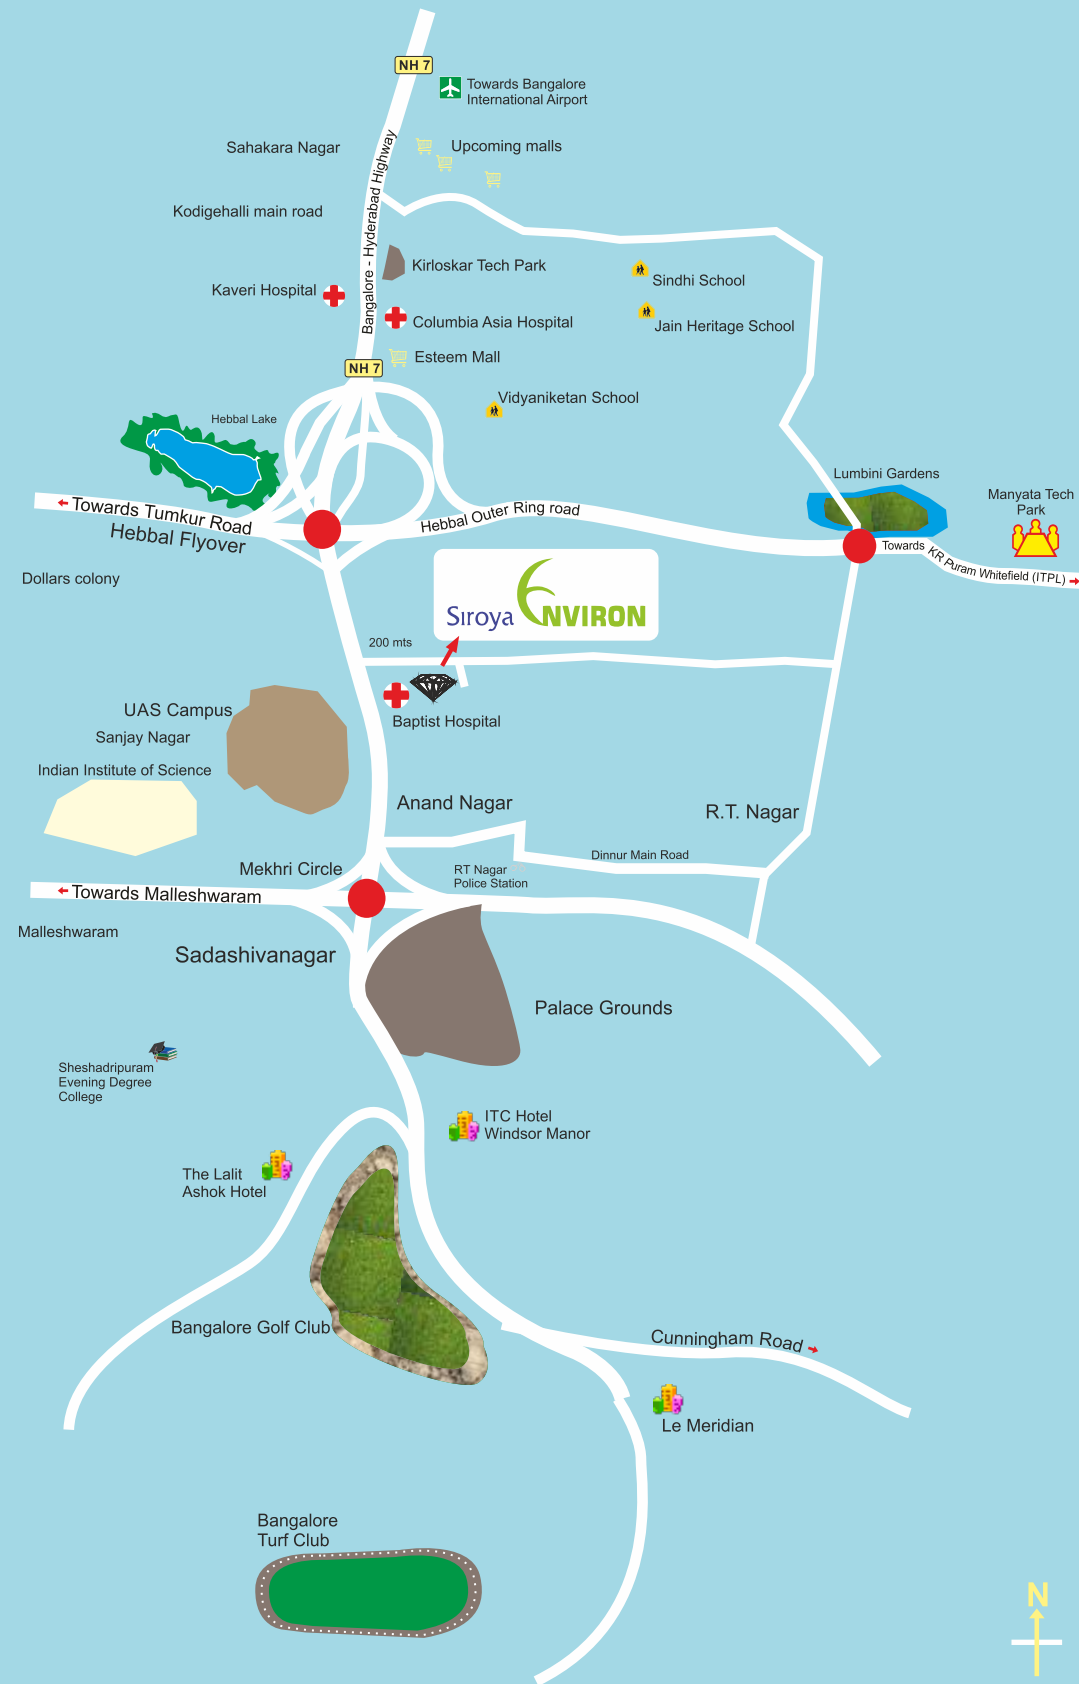 NH 7
Towards Bangalore
International Airport
Sahakara Nagar
Upcoming malls
Bangalore - Hyderabad Highway
Kodigehalli main road
Kirloskar Tech Park
Sindhi School
Kaveri Hospital
Columbia Asia Hospital
Jain Heritage School
Esteem Mall
NH 7
Vidyaniketan School
Hebbal Lake
Lumbini Gardens
Manyata Tech
Park
Towards Tumkur Road
Hebbal Outer Ring road
Hebbal Flyover
Towards KR Puram Whitefield (ITPL)
Dollars colony
Siroya ENVIRON
200 mts
UAS Campus
Baptist Hospital
Sanjay Nagar
Indian Institute of Science
Anand Nagar
R.T. Nagar
Dinnur Main Road
Mekhri Circle
RT Nagar
Police Station
Towards Malleshwaram
Malleshwaram
Sadashivanagar
Palace Grounds
Sheshadripuram
Evening Degree
College
ITC Hotel
Windsor Manor
The Lalit
Ashok Hotel
Bangalore Golf Club
Cunningham Road
Le Meridian
Bangalore
Turf Club
N